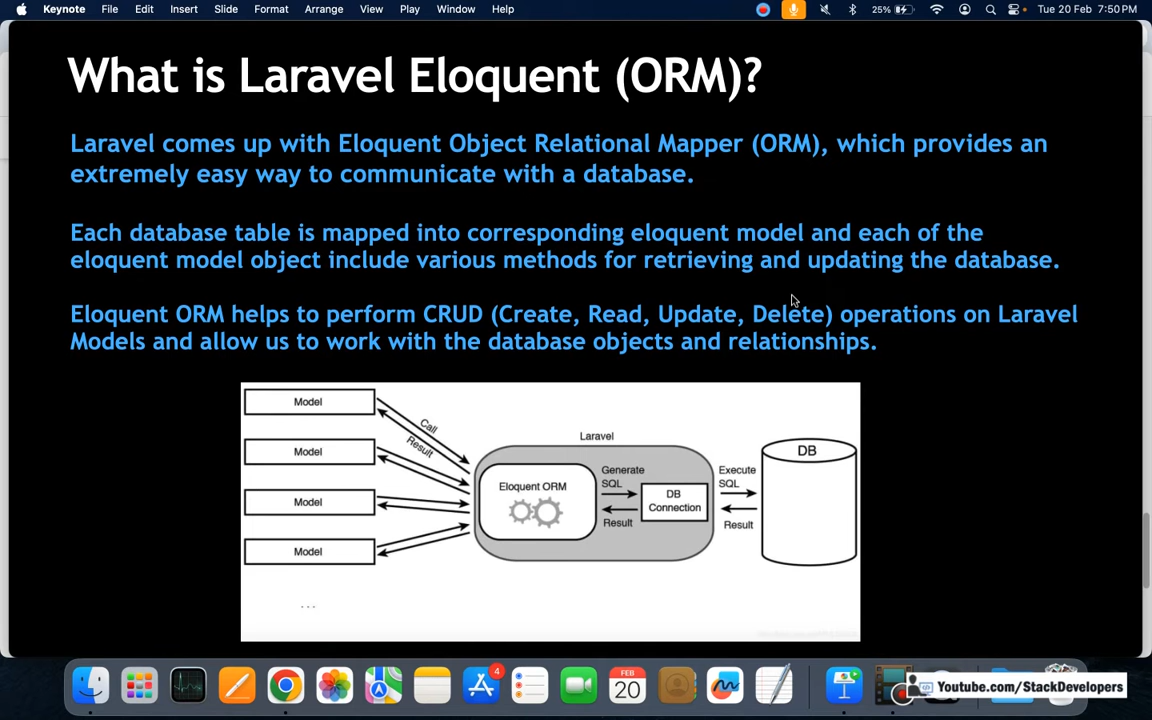 Keynote File Edit Insert Slide Format Arrange View Play Window Help 25% Tue 20 Feb 7:50 PM
What is Laravel Eloquent (ORM)?
Laravel comes up with Eloquent Object Relational Mapper (ORM), which provides an
extremely easy way to communicate with a database.
Each database table is mapped into corresponding eloquent model and each of the
eloquent model object include various methods for retrieving and updating the database.
Eloquent ORM helps to perform CRUD (Create, Read, Update, Delete) operations on Laravel
Models and allow us to work with the database objects and relationships.
Model
Model
Model
Model
...
Call
Result
Laravel
Eloquent ORM
Generate
SQL
Result
DB
Connection
Execute
SQL
Result
DB
4
FEB
20
Youtube.com/StackDevelopers